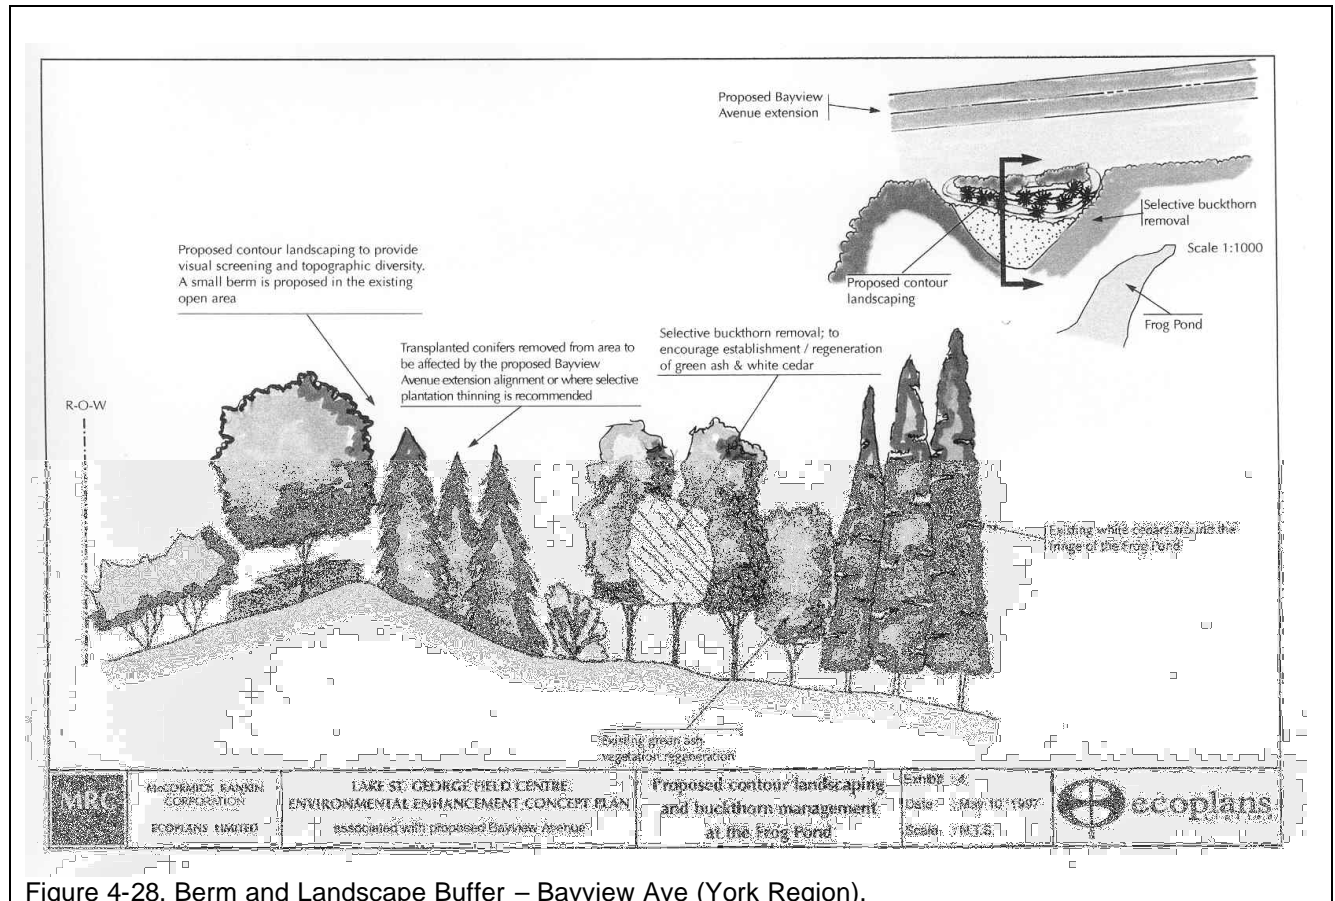 Proposed Bayview
Avenue extension
Selective buckthorn
removal
Scale 1:1000
Proposed contour
landscaping
Frog Pond
Proposed contour landscaping to provide
visual screening and topographic diversity.
A small berm is proposed in the existing
open area
Transplanted conifers removed from area to
be affected by the proposed Bayview
Avenue extension alignment or where selective
plantation thinning is recommended
Selective buckthorn removal; to
encourage establishment / regeneration
of green ash & white cedar
R-O-W
Existing white cedars around the
fringe of the Frog Pond
Existing green ash
vegetation regeneration
MRC
McCORMICK RANKIN
CORPORATION
ECOPLANS LIMITED
LAKE ST. GEORGE FIELD CENTRE
ENVIRONMENTAL ENHANCEMENT CONCEPT PLAN
associated with proposed Bayview Avenue
Proposed contour landscaping
and buckthorn management
at the Frog Pond
Exhibit 4
Date May 10, 1997
Scale N.T.S.
ecoplans
Figure 4-28. Berm and Landscape Buffer – Bayview Ave (York Region).